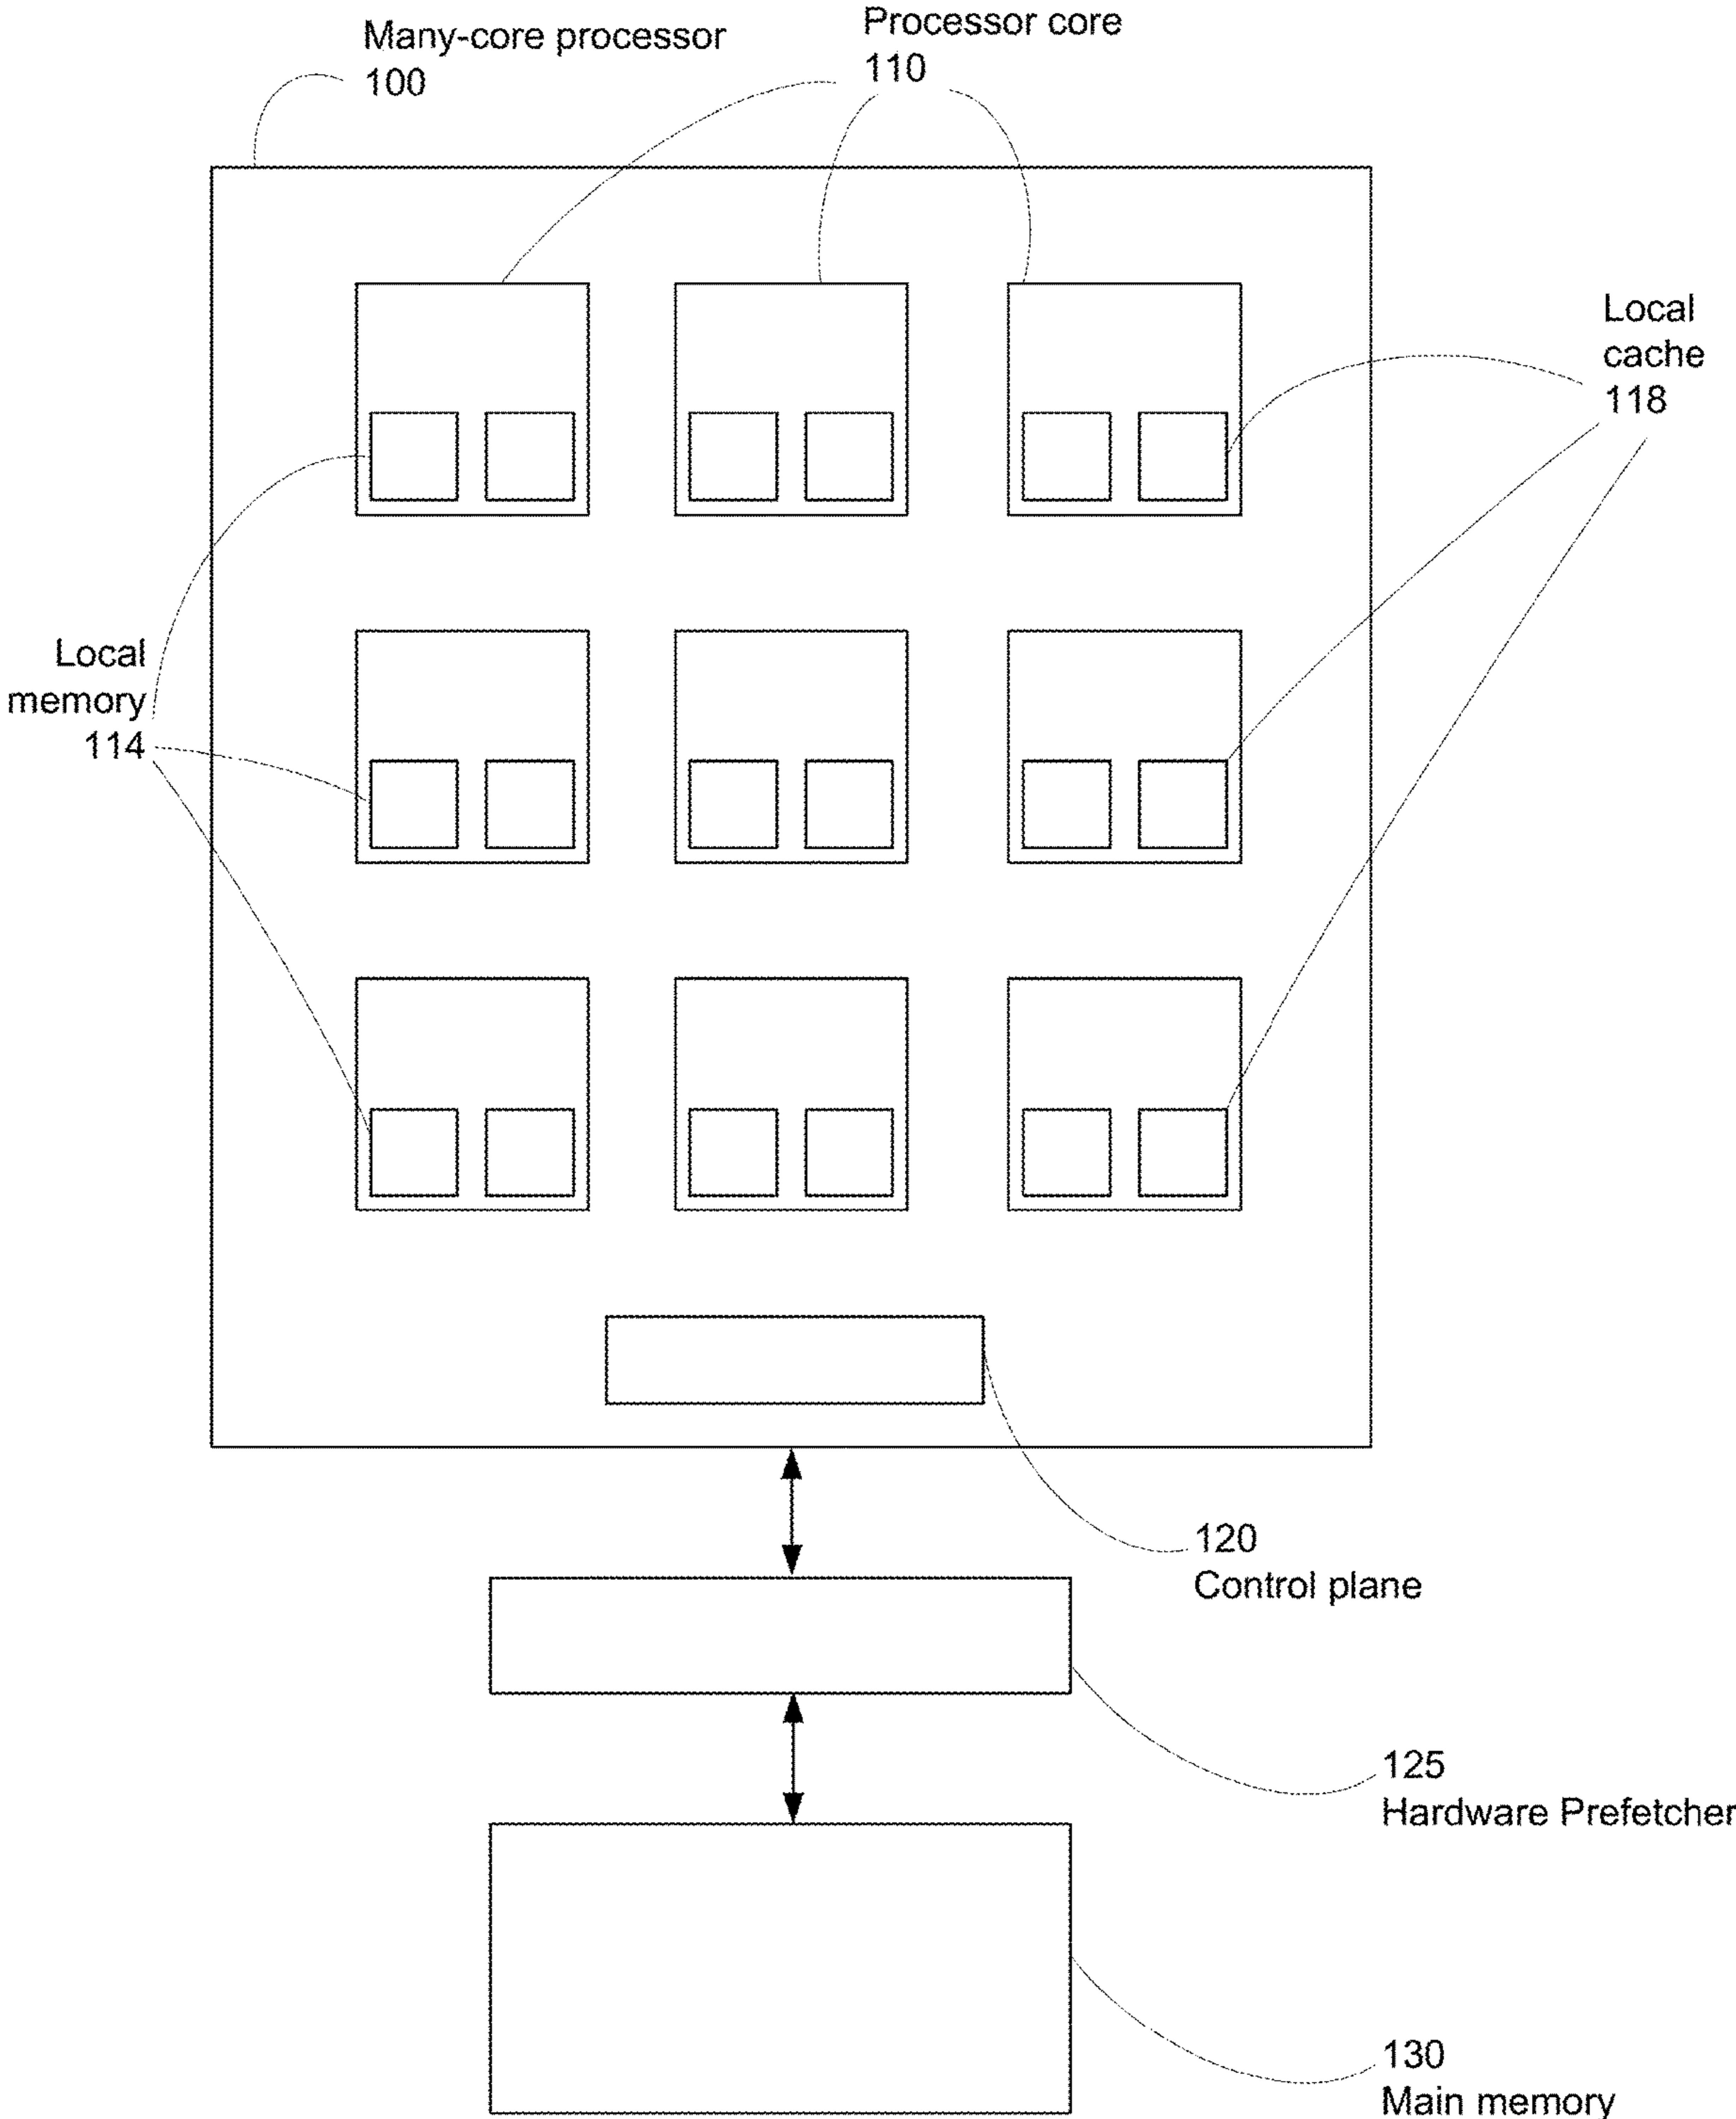 Many-core processor
100
Processor core
110
Local
cache
118
Local
memory
114
120
Control plane
125
Hardware Prefetcher
130
Main memory